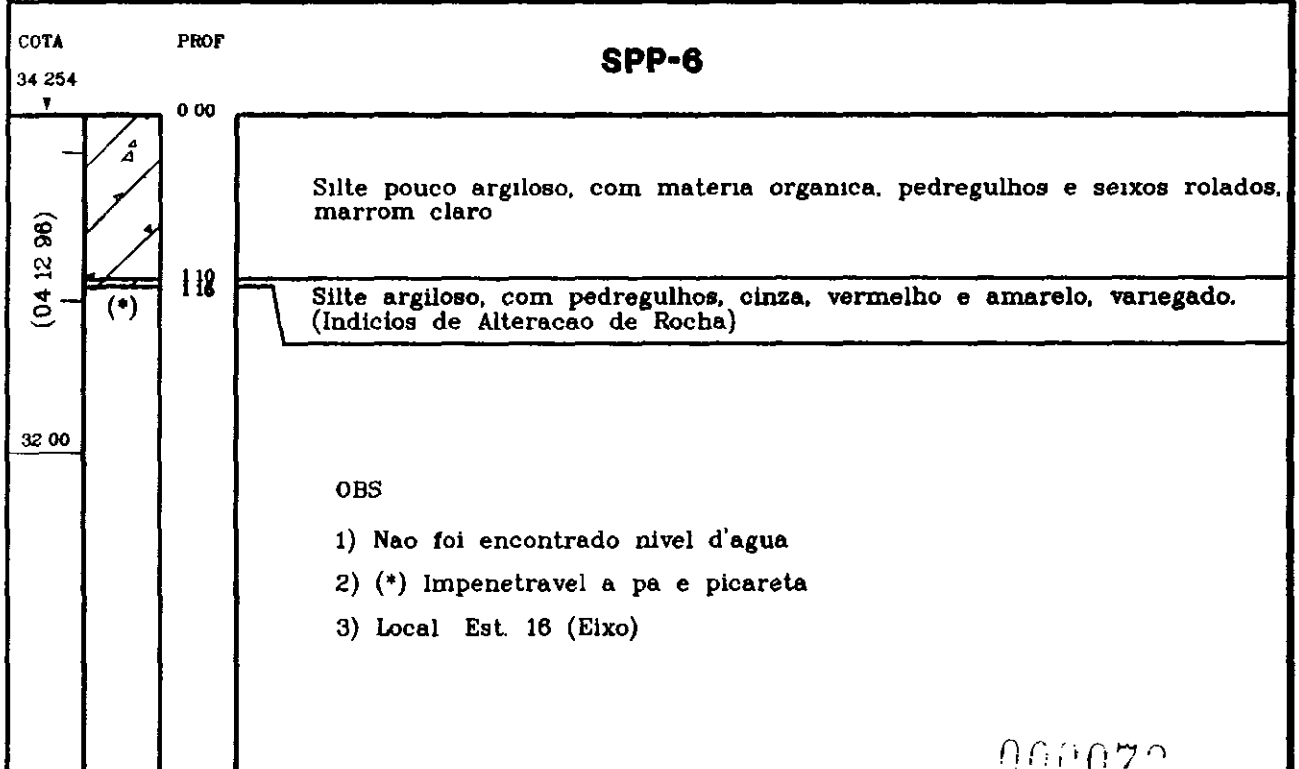 COTA PROF
SPP-6
34 254
0 00
Silte pouco argiloso, com materia organica, pedregulhos e seixos rolados,
marrom claro
(04 12 96)
1 10
(*)
Silte argiloso, com pedregulhos, cinza, vermelho e amarelo, variegado.
(Indicios de Alteracao de Rocha)
32 00
OBS
1) Nao foi encontrado nivel d'agua
2) (*) Impenetravel a pa e picareta
3) Local Est. 16 (Eixo)